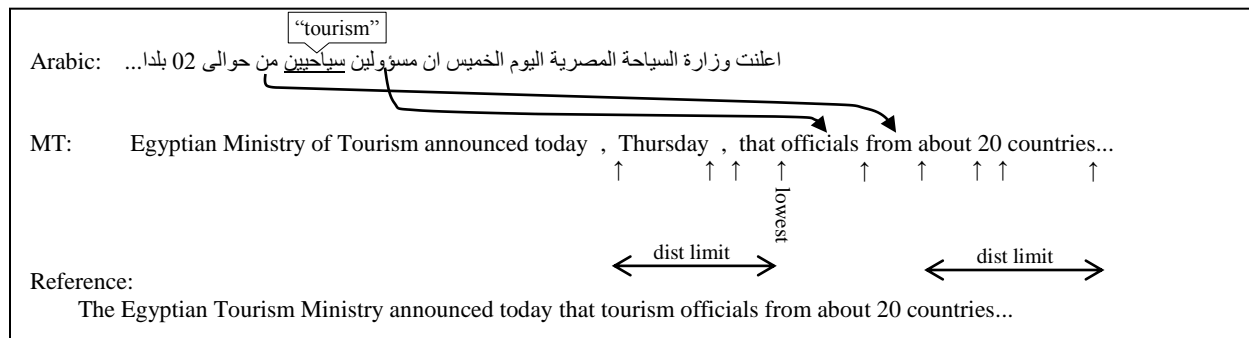 “tourism”
Arabic: اعلنت وزارة السياحة المصرية اليوم الخميس ان مسؤولين سياحيين من حوالى 02 بلدا...
MT: Egyptian Ministry of Tourism announced today , Thursday , that officials from about 20 countries...
↑ ↑ ↑ ↑ ↑ ↑ ↑ ↑ ↑
lowest
dist limit dist limit
Reference:
The Egyptian Tourism Ministry announced today that tourism officials from about 20 countries...